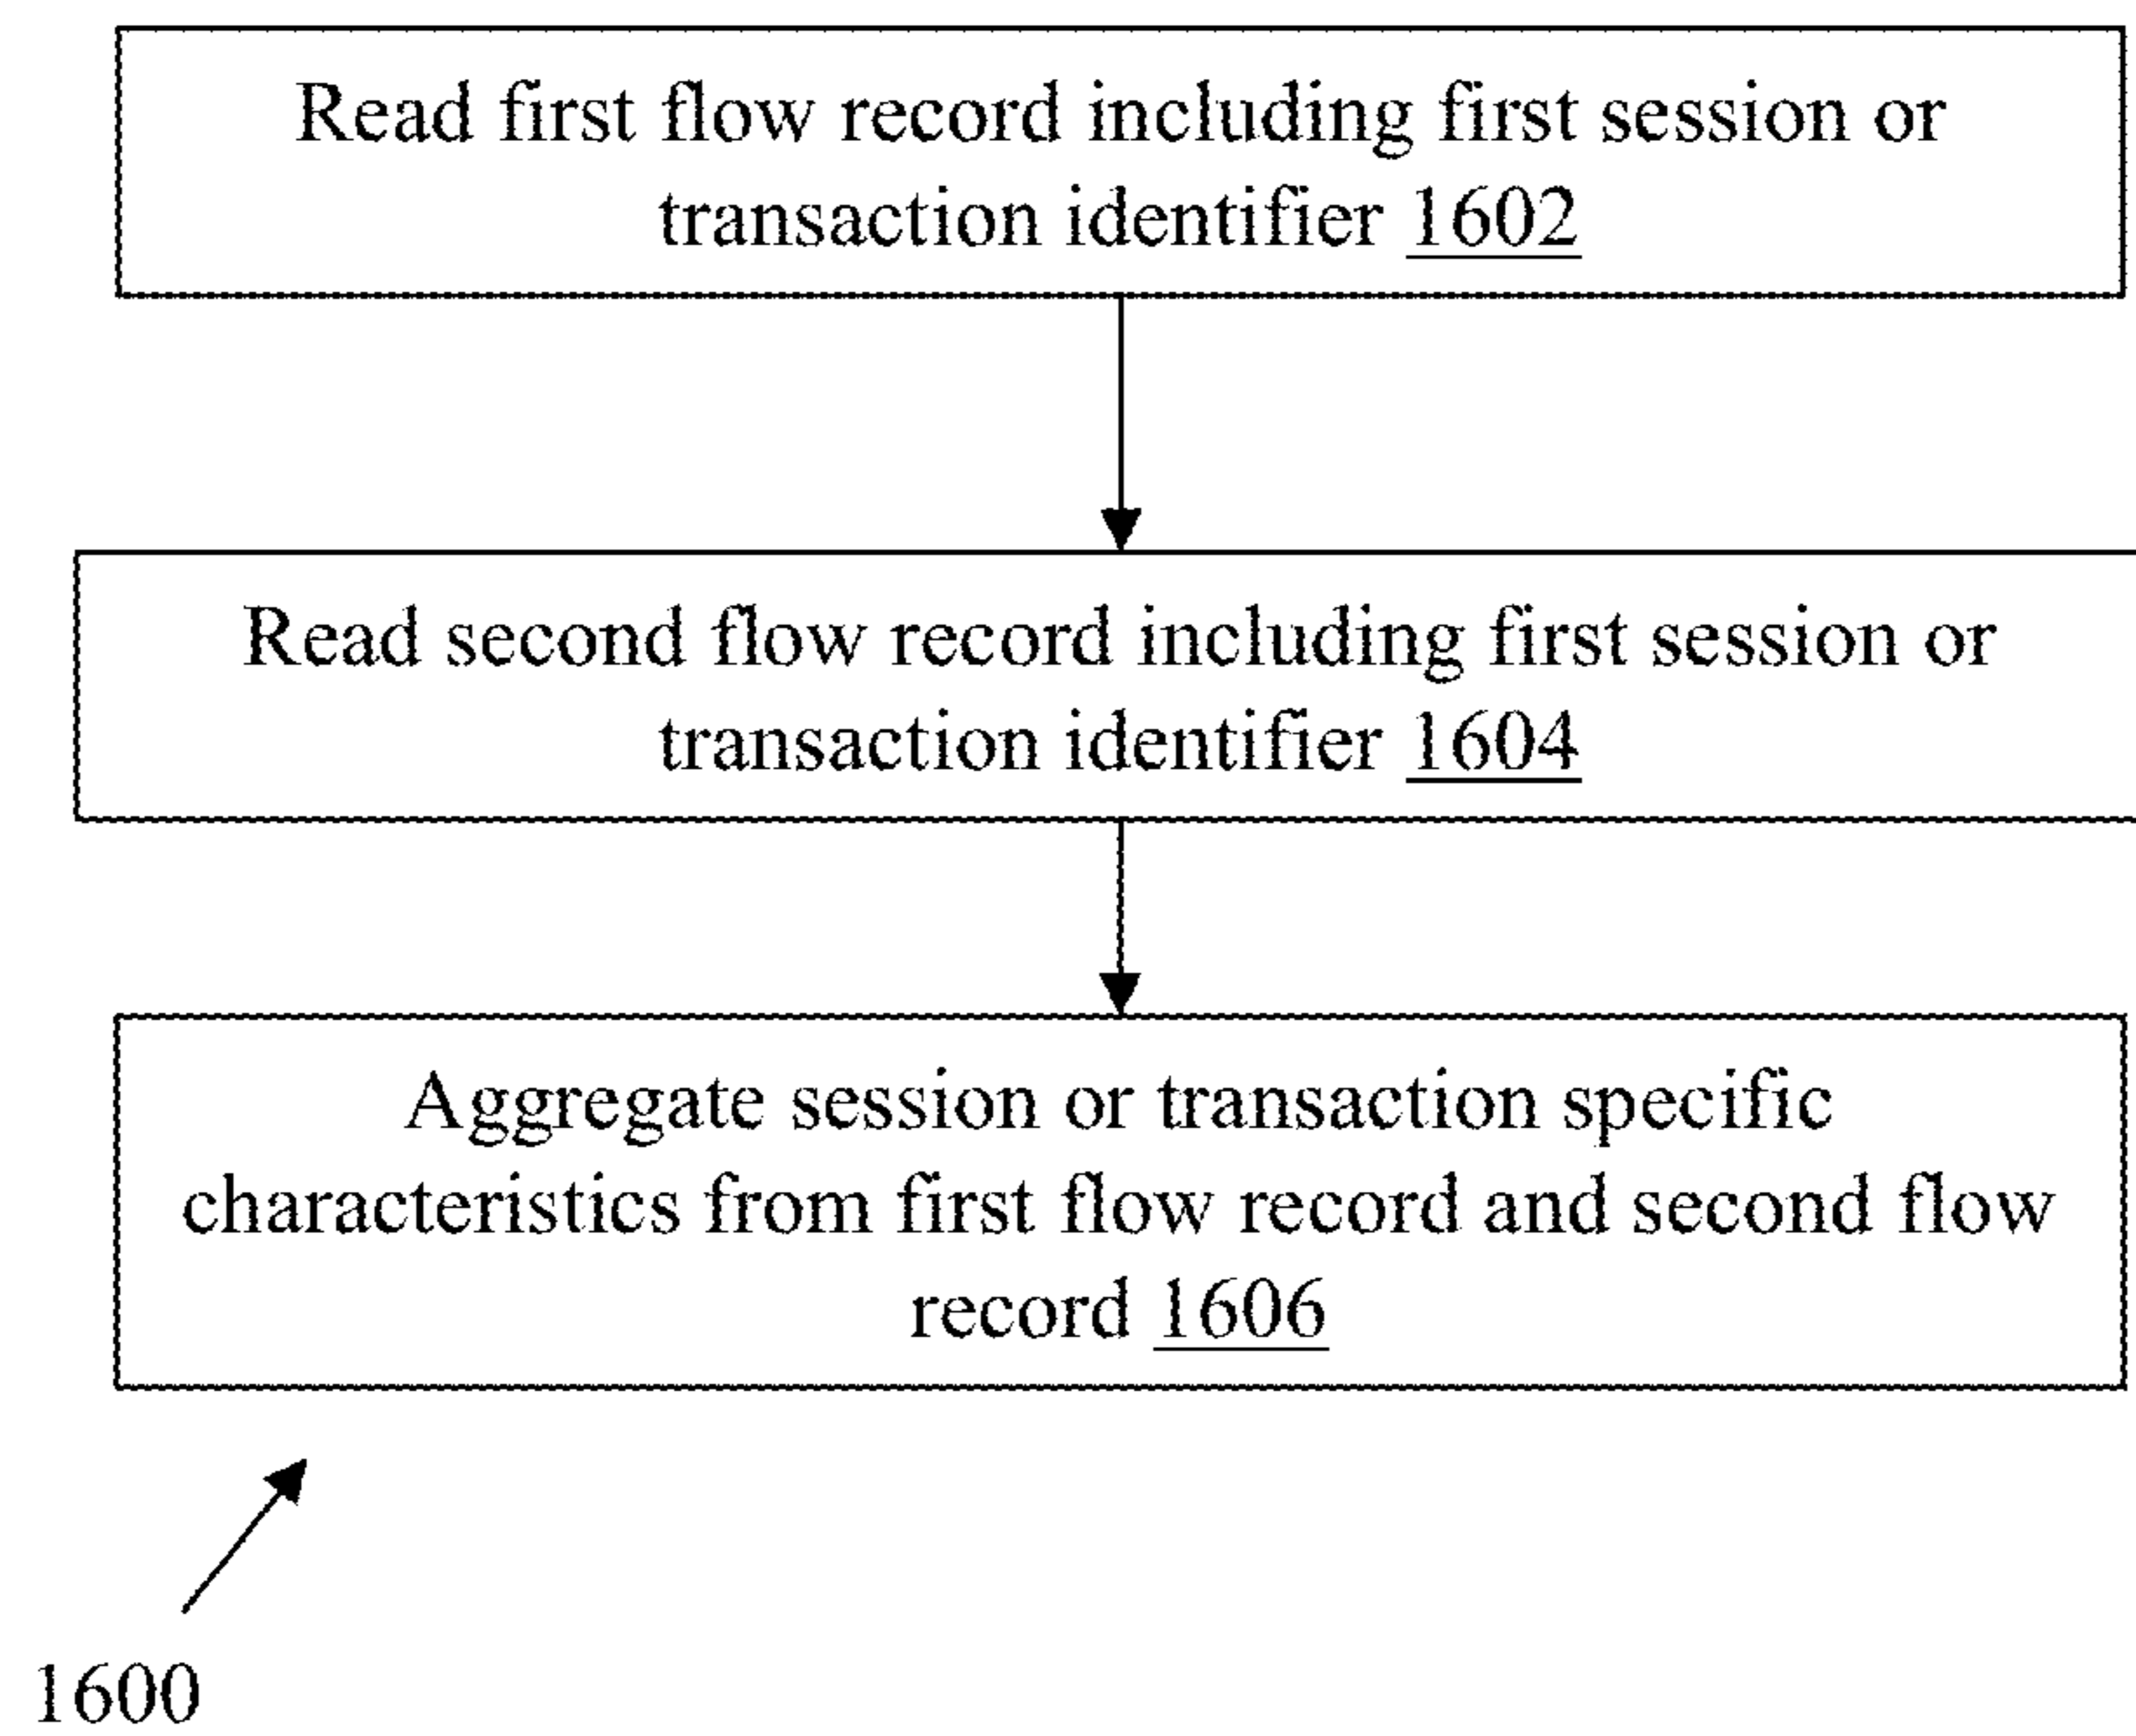 Read first flow record including first session or
transaction identifier 1602
Read second flow record including first session or
transaction identifier 1604
Aggregate session or transaction specific
characteristics from first flow record and second flow
record 1606
1600